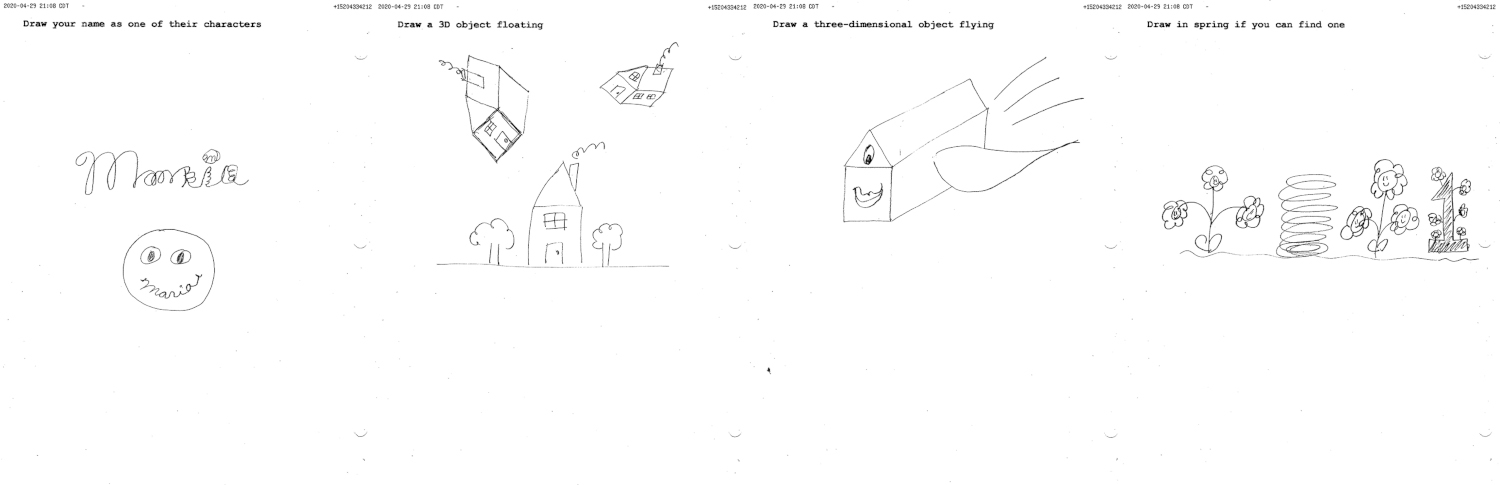 2020-04-29 21:08 CDT
+15204334212
Draw your name as one of their characters
Maria
maria
2020-04-29 21:08 CDT
+15204334212
Draw a 3D object floating
2020-04-29 21:08 CDT
+15204334212
Draw a three-dimensional object flying
2020-04-29 21:08 CDT
+15204334212
Draw in spring if you can find one
1